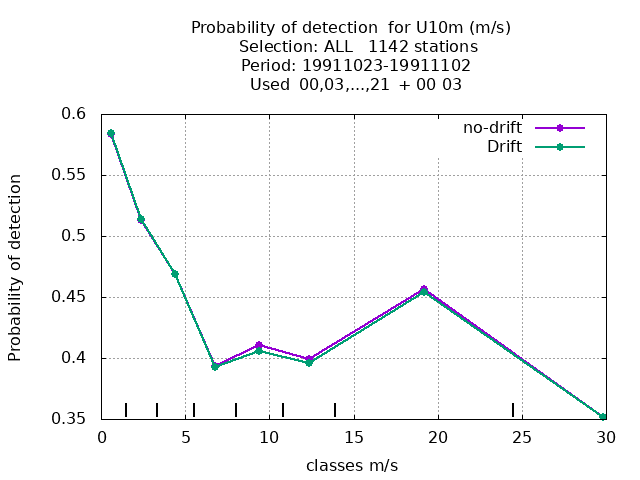 Probability of detection  for U10m (m/s)
Selection: ALL   1142 stations
Period: 19911023-19911102
Used  00,03,...,21  + 00 03
no-drift
Drift
Probability of detection
0.6
0.55
0.5
0.45
0.4
0.35
0 5 10 15 20 25 30
classes m/s